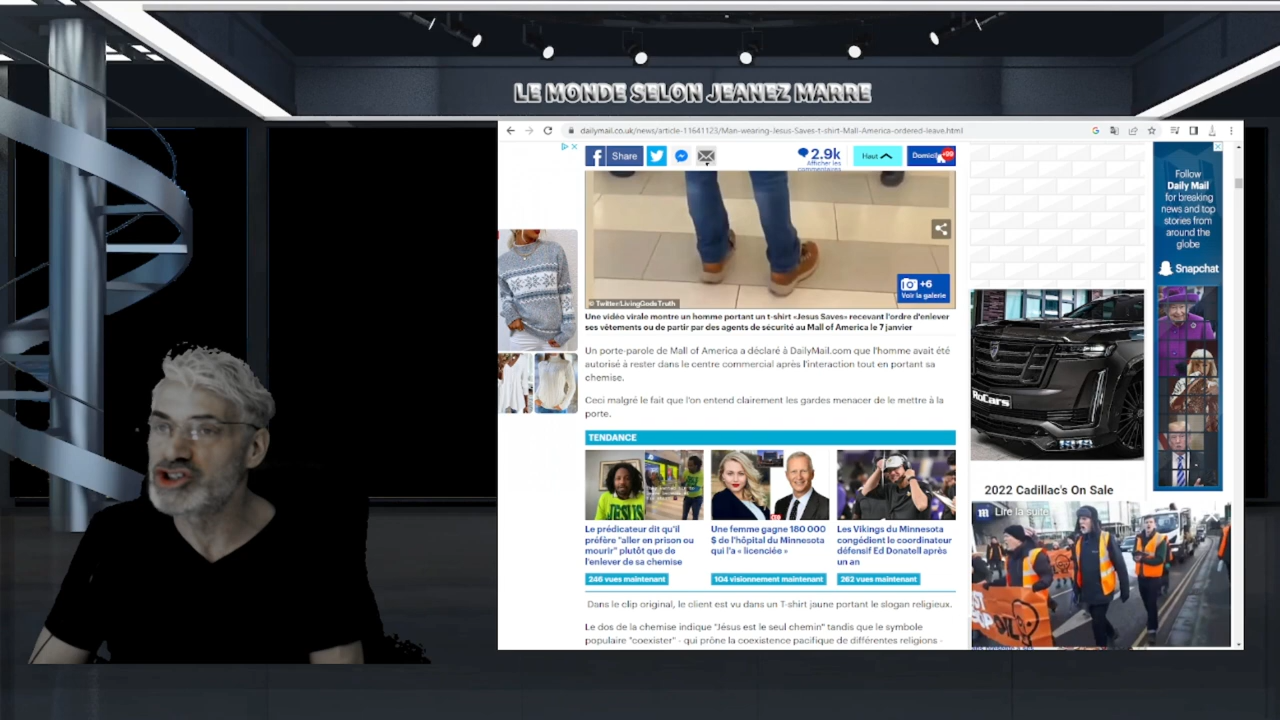 LE MONDE SELON JEANEZ MARRE
dailymail.co.uk/news/article-11641123/Man-wearing-Jesus-Saves-t-shirt-Mall-America-ordered-leave.html
Share
2.9k
Afficher les
commentaires
Haut
Domicile
+99
+6
Voir la galerie
© Twitter/LivingGodsTruth
Une vidéo virale montre un homme portant un t-shirt «Jesus Saves» recevant l'ordre d'enlever
ses vêtements ou de partir par des agents de sécurité au Mall of America le 7 janvier
Un porte-parole de Mall of America a déclaré à DailyMail.com que l'homme avait été
autorisé à rester dans le centre commercial après l'interaction tout en portant sa
chemise.
Ceci malgré le fait que l'on entend clairement les gardes menacer de le mettre à la
porte.
TENDANCE
JESUS
Le prédicateur dit qu'il
préfère "aller en prison ou
mourir" plutôt que de
l'enlever de sa chemise
246 vues maintenant
Une femme gagne 180 000
$ de l'hôpital du Minnesota
qui l'a « licenciée »
104 visionnement maintenant
Les Vikings du Minnesota
congédient le coordinateur
défensif Ed Donatell après
un an
262 vues maintenant
Dans le clip original, le client est vu dans un T-shirt jaune portant le slogan religieux.
Le dos de la chemise indique "Jésus est le seul chemin" tandis que le symbole
populaire "coexister" - qui prône la coexistence pacifique de différentes religions -
Follow
Daily Mail
for breaking
news and top
stories from
around the
globe
Snapchat
RoCars
2022 Cadillac's On Sale
Lire la suite
OIL